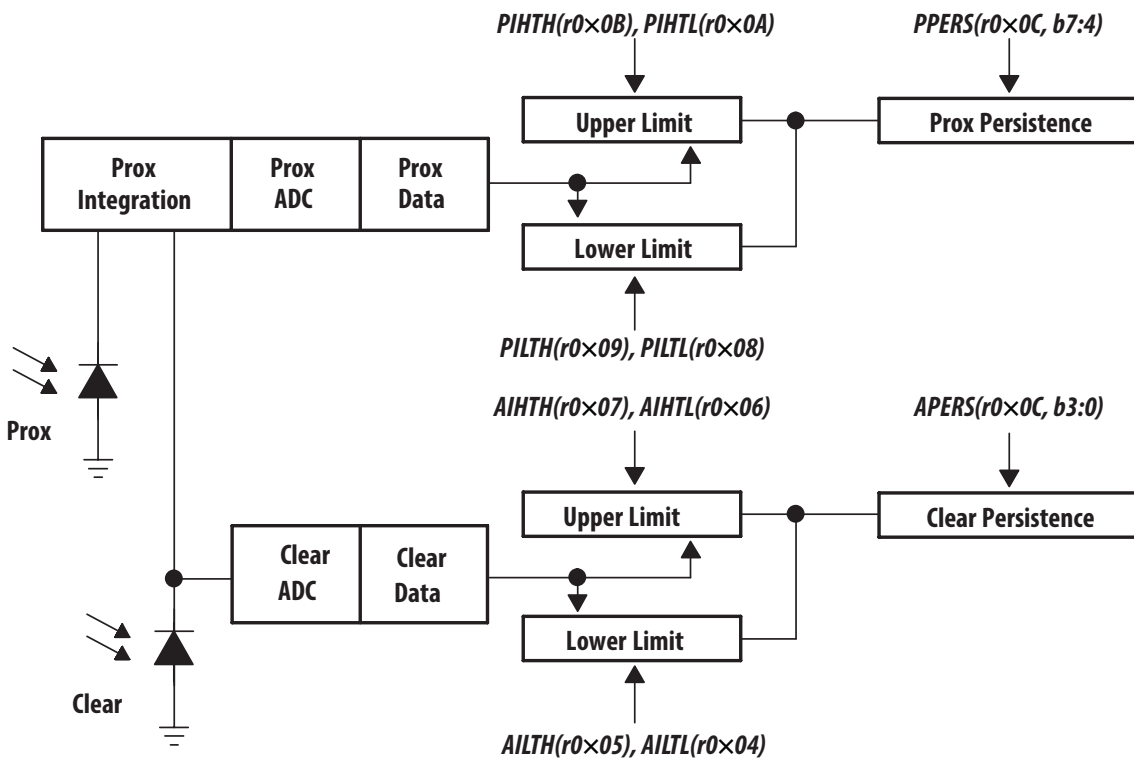 PIHTH(r0×0B), PIHTL(r0×0A)
PPERS(r0×0C, b7:4)
Upper Limit
Prox Persistence
Prox
Integration
Prox
ADC
Prox
Data
Lower Limit
PILTH(r0×09), PILTL(r0×08)
Prox
AIHTH(r0×07), AIHTL(r0×06)
APERS(r0×0C, b3:0)
Upper Limit
Clear Persistence
Clear
ADC
Clear
Data
Lower Limit
Clear
AILTH(r0×05), AILTL(r0×04)